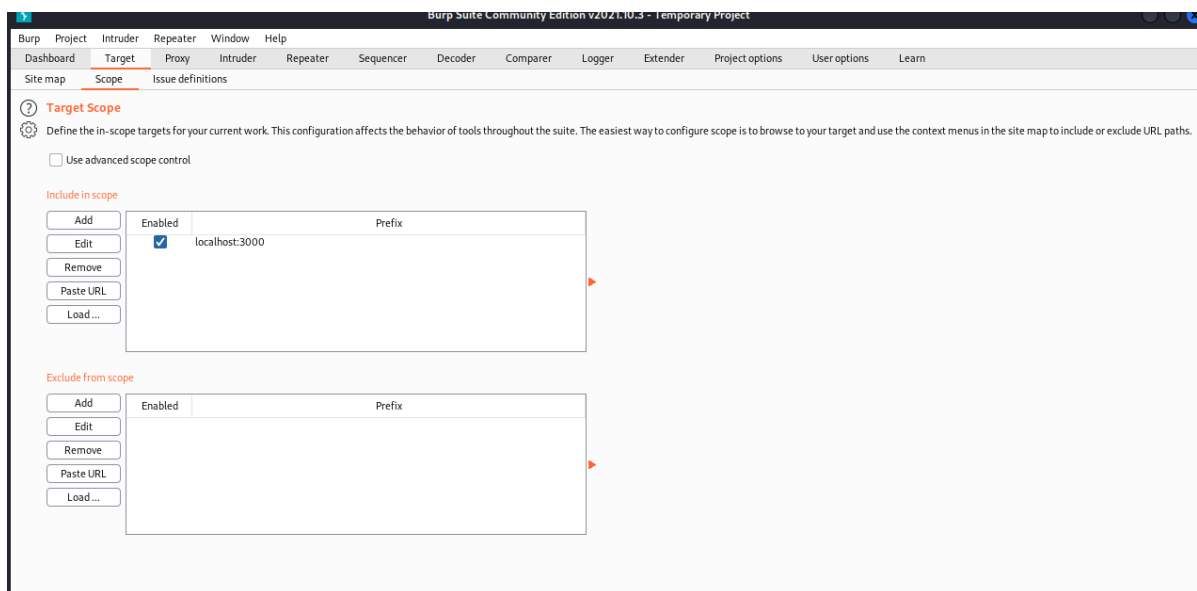 Burp Suite Community Edition v2021.10.3 - Temporary Project
Burp Project Intruder Repeater Window Help
Dashboard Target Proxy Intruder Repeater Sequencer Decoder Comparer Logger Extender Project options User options Learn
Site map Scope Issue definitions
? Target Scope
Define the in-scope targets for your current work. This configuration affects the behavior of tools throughout the suite. The easiest way to configure scope is to browse to your target and use the context menus in the site map to include or exclude URL paths.
Use advanced scope control
Include in scope
Add
Enabled Prefix
Edit
localhost:3000
Remove
Paste URL
Load ...
Exclude from scope
Add
Enabled Prefix
Edit
Remove
Paste URL
Load ...